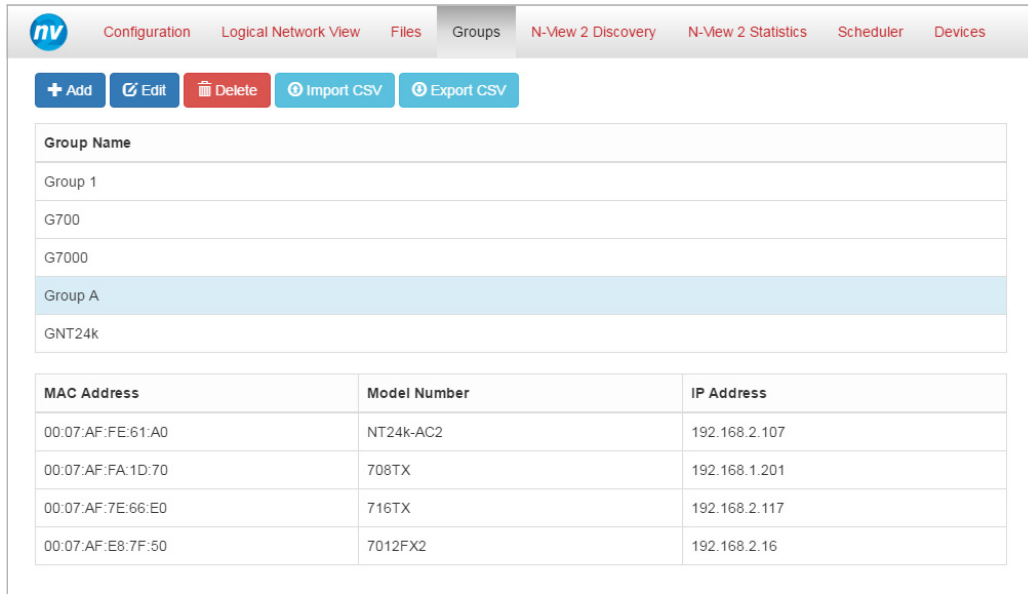 nv Configuration Logical Network View Files Groups N-View 2 Discovery N-View 2 Statistics Scheduler Devices
Add Edit Delete Import CSV Export CSV
Group Name
Group 1
G700
G7000
Group A
GNT24k
MAC Address Model Number IP Address
00:07:AF:FE:61:A0 NT24k-AC2 192.168.2.107
00:07:AF:FA:1D:70 708TX 192.168.1.201
00:07:AF:7E:66:E0 716TX 192.168.2.117
00:07:AF:E8:7F:50 7012FX2 192.168.2.16